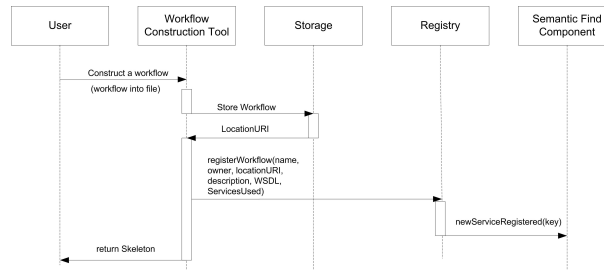 User
Workflow
Construction Tool
Storage
Registry
Semantic Find
Component
Construct a workflow
(workflow into file)
Store Workflow
LocationURI
registerWorkflow(name,
owner, locationURI,
description, WSDL,
ServicesUsed)
newServiceRegistered(key)
return Skeleton